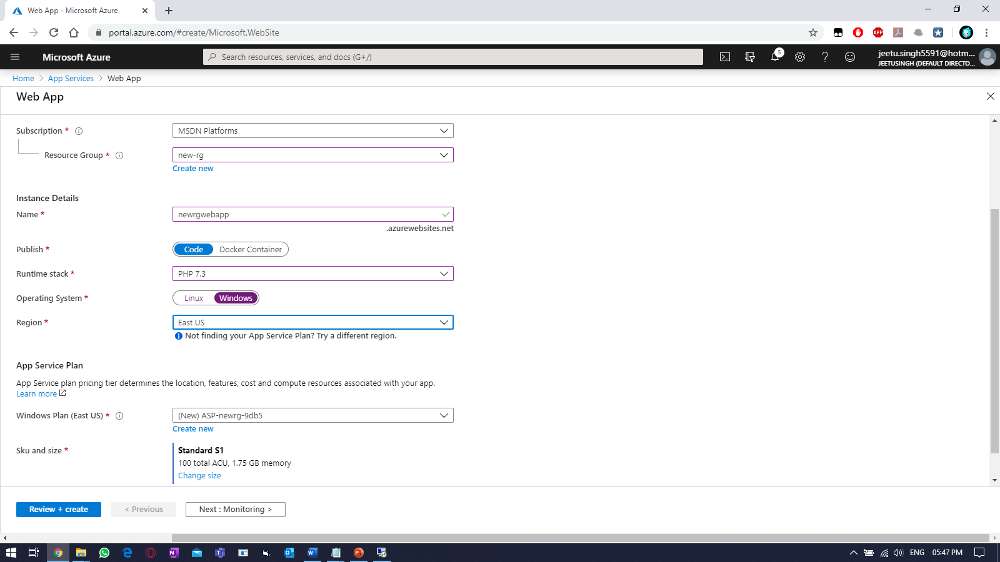 Web App - Microsoft Azure
portal.azure.com/#create/Microsoft.WebSite
ABP
Microsoft Azure
Search resources, services, and docs (G+/)
5
jeetu.singh5591@hotm...
JEETUSINGH (DEFAULT DIRECTO...
Home > App Services > Web App
Web App
Subscription *
MSDN Platforms
Resource Group *
new-rg
Create new
Instance Details
Name *
newrgwebapp
.azurewebsites.net
Publish *
Code Docker Container
Runtime stack *
PHP 7.3
Operating System *
Linux Windows
Region *
East US
Not finding your App Service Plan? Try a different region.
App Service Plan
App Service plan pricing tier determines the location, features, cost and compute resources associated with your app.
Learn more
Windows Plan (East US) *
(New) ASP-newrg-9db5
Create new
Sku and size *
Standard S1
100 total ACU, 1.75 GB memory
Change size
Review + create
< Previous
Next : Monitoring >
ENG
05:47 PM